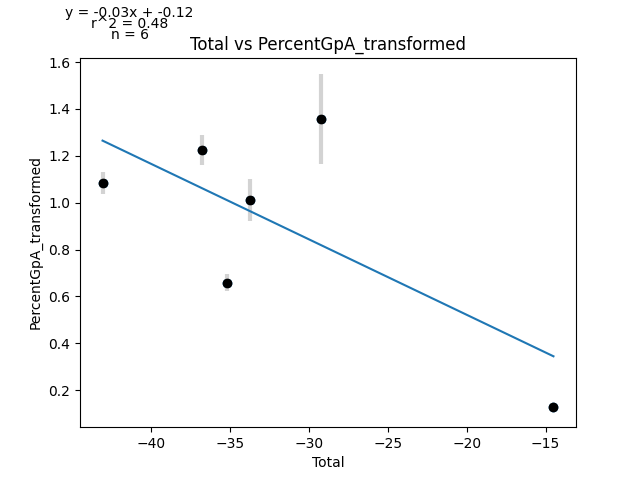 y = -0.03x + -0.12
r^2 = 0.48
n = 6
Total vs PercentGpA_transformed
PercentGpA_transformed
1.6
1.4
1.2
1.0
0.8
0.6
0.4
0.2
−40
−35
−30
−25
−20
−15
Total